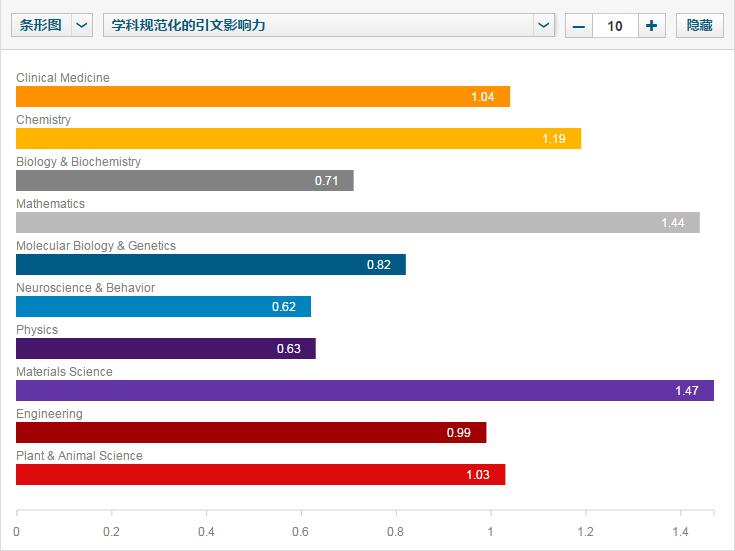 条形图 学科规范化的引文影响力 − 10 + 隐藏
Clinical Medicine
1.04
Chemistry
1.19
Biology & Biochemistry
0.71
Mathematics
1.44
Molecular Biology & Genetics
0.82
Neuroscience & Behavior
0.62
Physics
0.63
Materials Science
1.47
Engineering
0.99
Plant & Animal Science
1.03
0 0.2 0.4 0.6 0.8 1 1.2 1.4